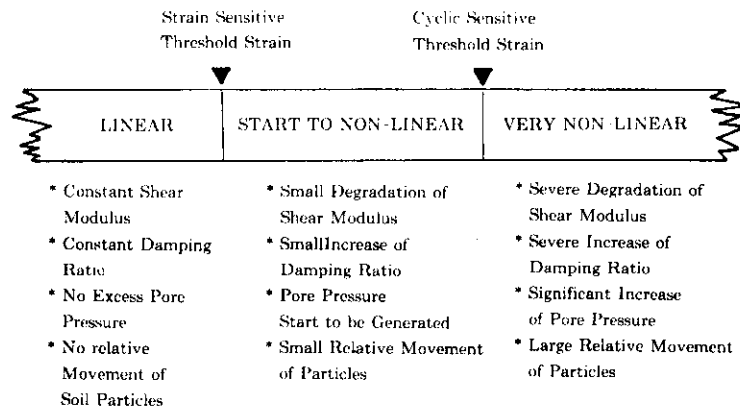 Strain Sensitive
Threshold Strain
Cyclic Sensitive
Threshold Strain
LINEAR
START TO NON-LINEAR
VERY NON-LINEAR
* Constant Shear
Modulus
* Constant Damping
Ratio
* No Excess Pore
Pressure
* No relative
Movement of
Soil Particles
* Small Degradation of
Shear Modulus
* SmallIncrease of
Damping Ratio
* Pore Pressure
Start to be Generated
* Small Relative Movement
of Particles
* Severe Degradation of
Shear Modulus
* Severe Increase of
Damping Ratio
* Significant Increase
of Pore Pressure
* Large Relative Movement
of Particles